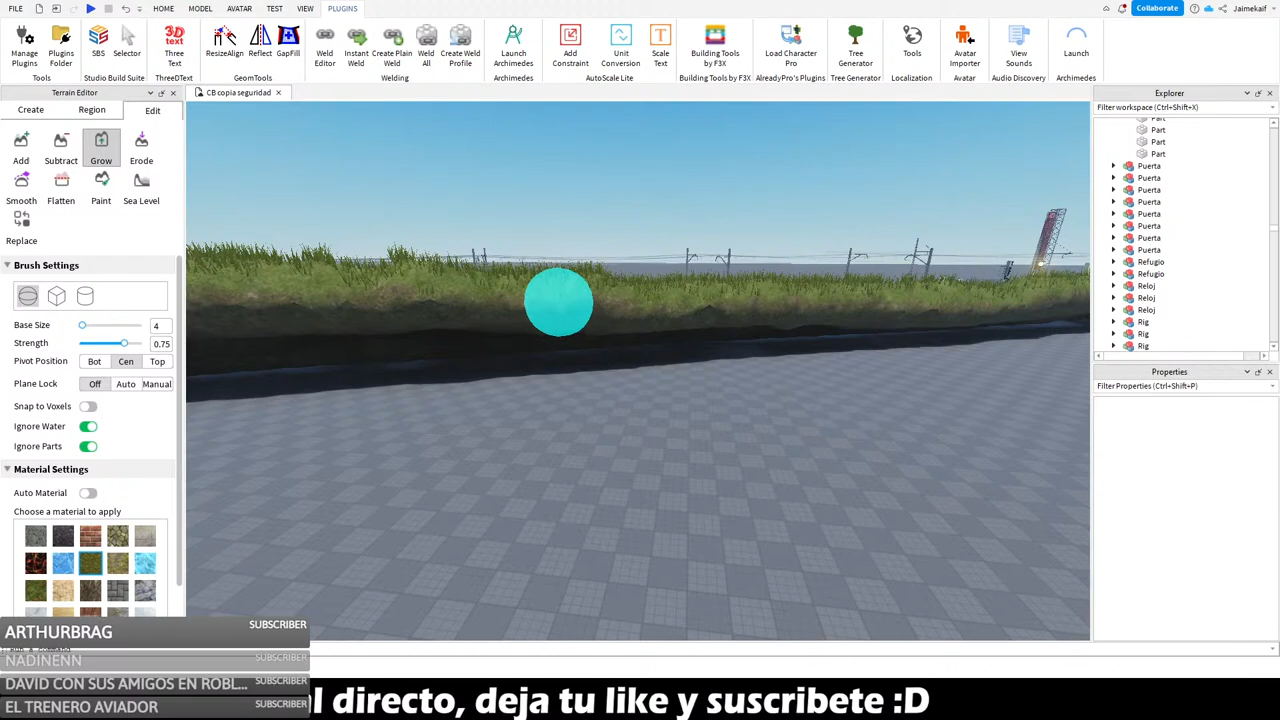 FILE HOME MODEL AVATAR TEST VIEW PLUGINS Collaborate Jaimekaif
Manage Plugins Plugins Folder SBS Selector Three Text ResizeAlign Reflect GapFill Weld Editor Instant Weld Create Plain Weld Weld All Create Weld Profile Launch Archimedes Add Constraint Unit Conversion Scale Text Building Tools by F3X Load Character Pro Tree Generator Tools Avatar Importer View Sounds Launch
Tools Studio Build Suite ThreeDText GeomTools Welding Archimedes AutoScale Lite Building Tools by F3X AlreadyPro's Plugins Tree Generator Localization Avatar Audio Discovery Archimedes
Terrain Editor
CB copia seguridad
Create Region Edit
Add Subtract Grow Erode
Smooth Flatten Paint Sea Level
Replace
Brush Settings
Base Size 4
Strength 0.75
Pivot Position Bot Cen Top
Plane Lock Off Auto Manual
Snap to Voxels
Ignore Water
Ignore Parts
Material Settings
Auto Material
Choose a material to apply
Explorer
Filter workspace (Ctrl+Shift+X)
Part
Part
Part
Part
Puerta
Puerta
Puerta
Puerta
Puerta
Puerta
Puerta
Puerta
Refugio
Refugio
Reloj
Reloj
Reloj
Rig
Rig
Rig
Properties
Filter Properties (Ctrl+Shift+P)
ARTHURBRAG SUBSCRIBER
NADINENN SUBSCRIBER
DAVID CON SUS AMIGOS EN ROBL... SUBSCRIBER
EL TRENERO AVIADOR SUBSCRIBER
l directo, deja tu like y suscribete :D